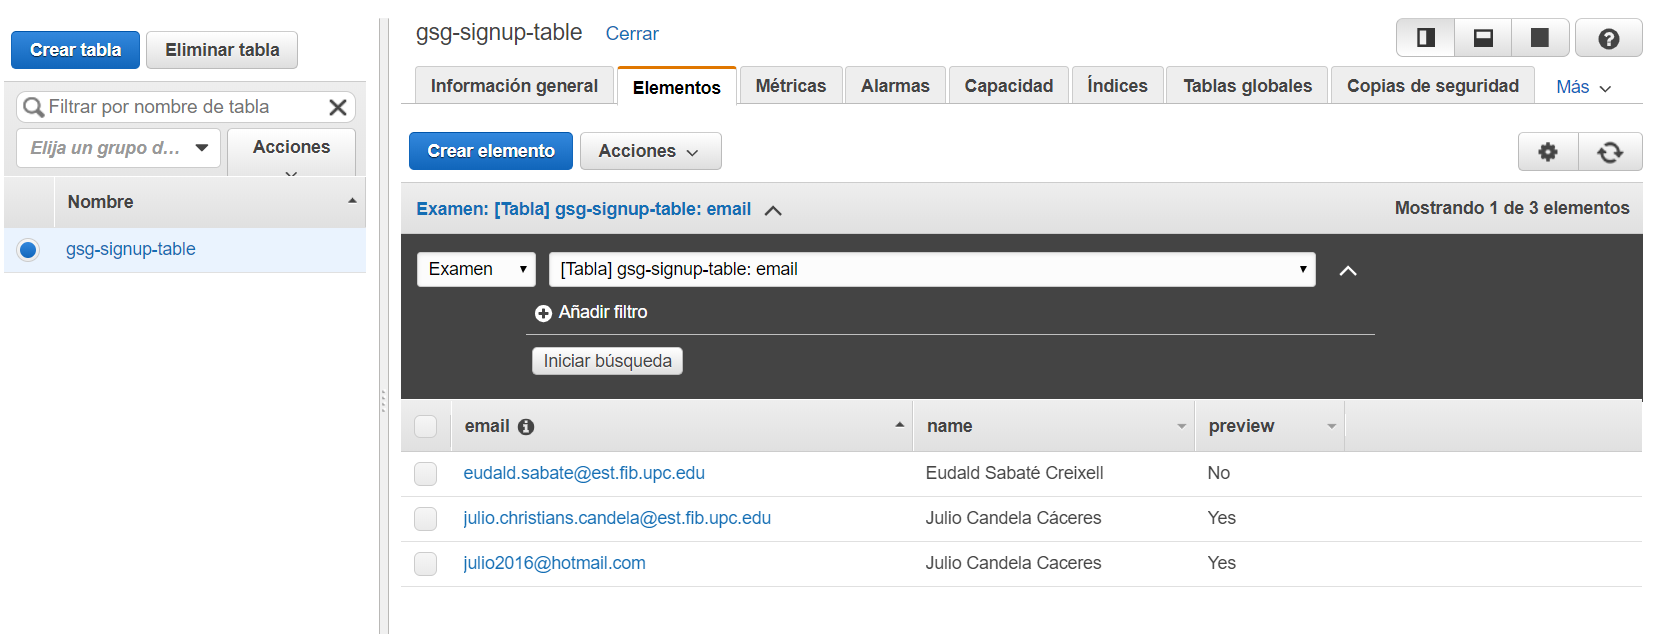 Crear tabla
Eliminar tabla
Filtrar por nombre de tabla
Elija un grupo d...
Acciones
Nombre
gsg-signup-table
gsg-signup-table Cerrar
Información general
Elementos
Métricas
Alarmas
Capacidad
Índices
Tablas globales
Copias de seguridad
Más
Crear elemento
Acciones
Examen: [Tabla] gsg-signup-table: email
Mostrando 1 de 3 elementos
Examen
[Tabla] gsg-signup-table: email
Añadir filtro
Iniciar búsqueda
email name preview
eudald.sabate@est.fib.upc.edu Eudald Sabaté Creixell No
julio.christians.candela@est.fib.upc.edu Julio Candela Cáceres Yes
julio2016@hotmail.com Julio Candela Caceres Yes